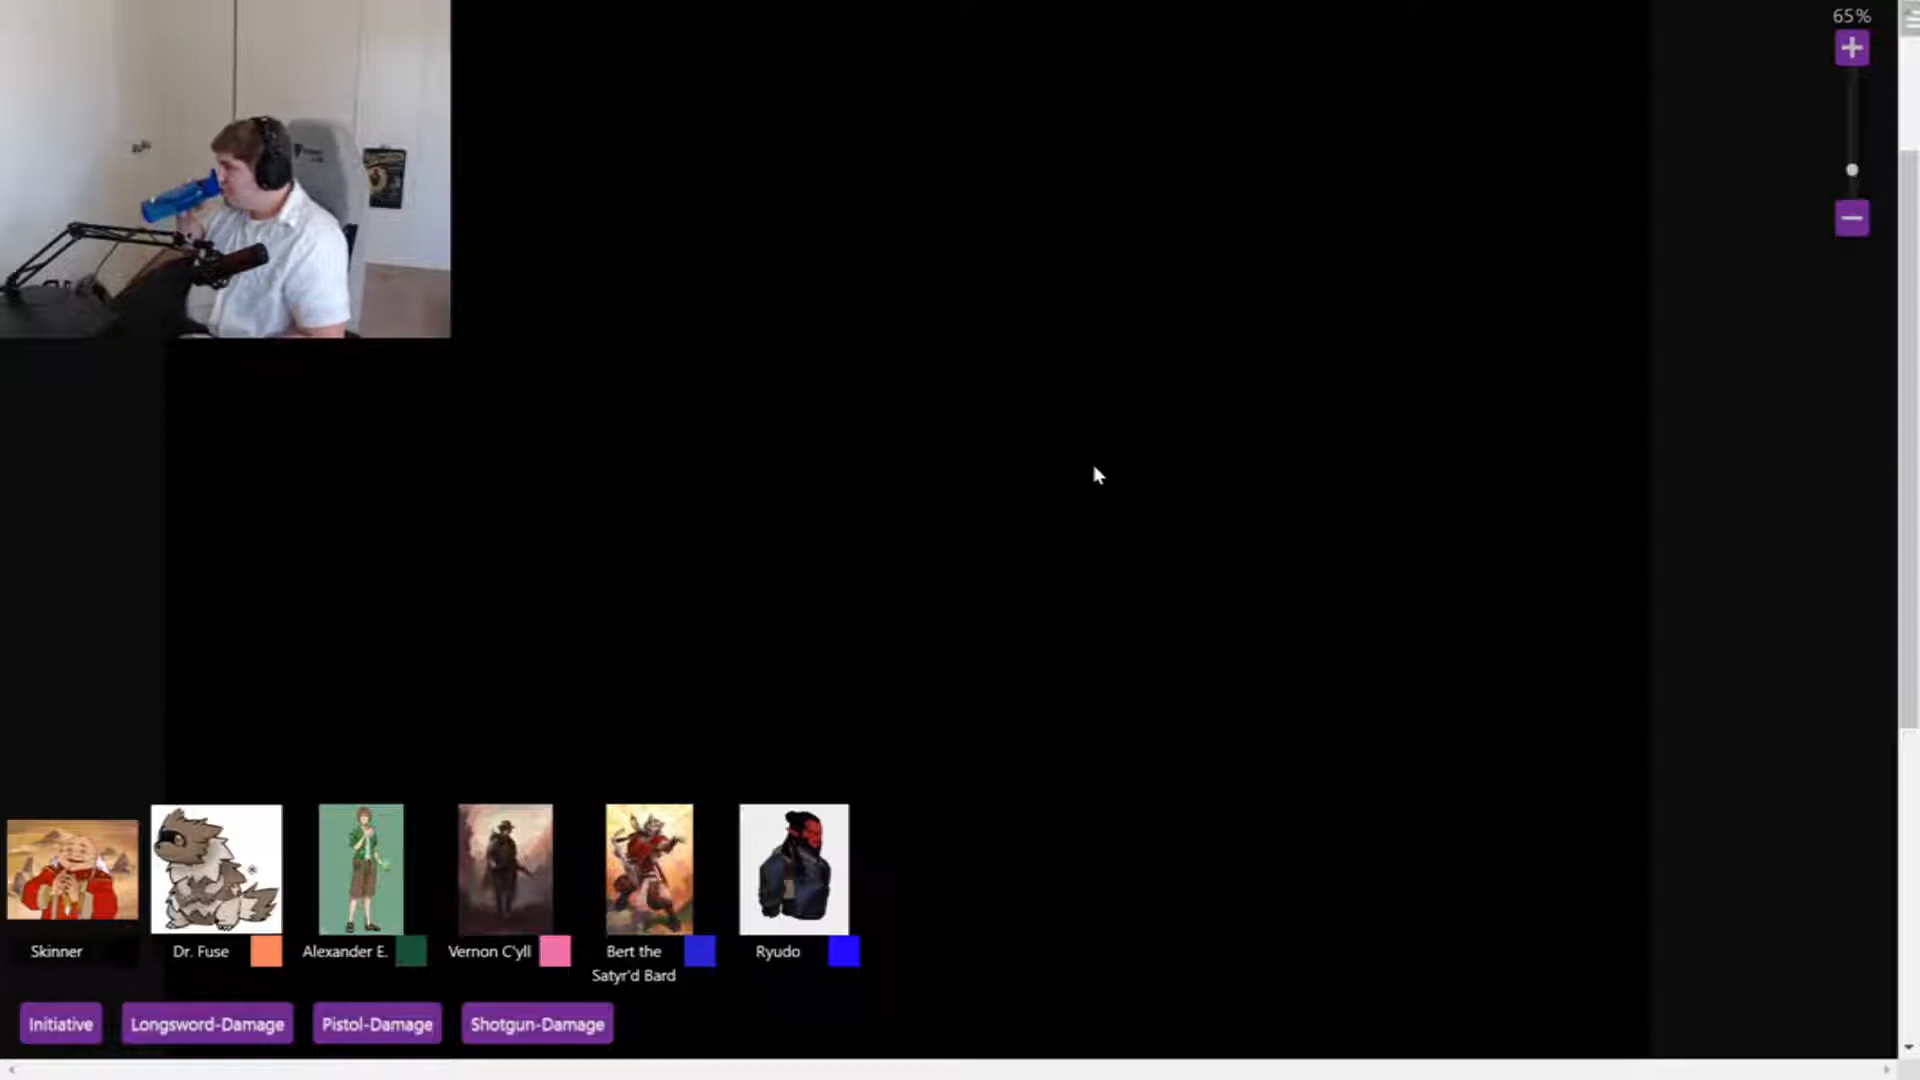 65%
Skinner
Dr. Fuse
Alexander E.
Vernon C'yll
Bert the
Satyr'd Bard
Ryudo
Initiative
Longsword-Damage
Pistol-Damage
Shotgun-Damage